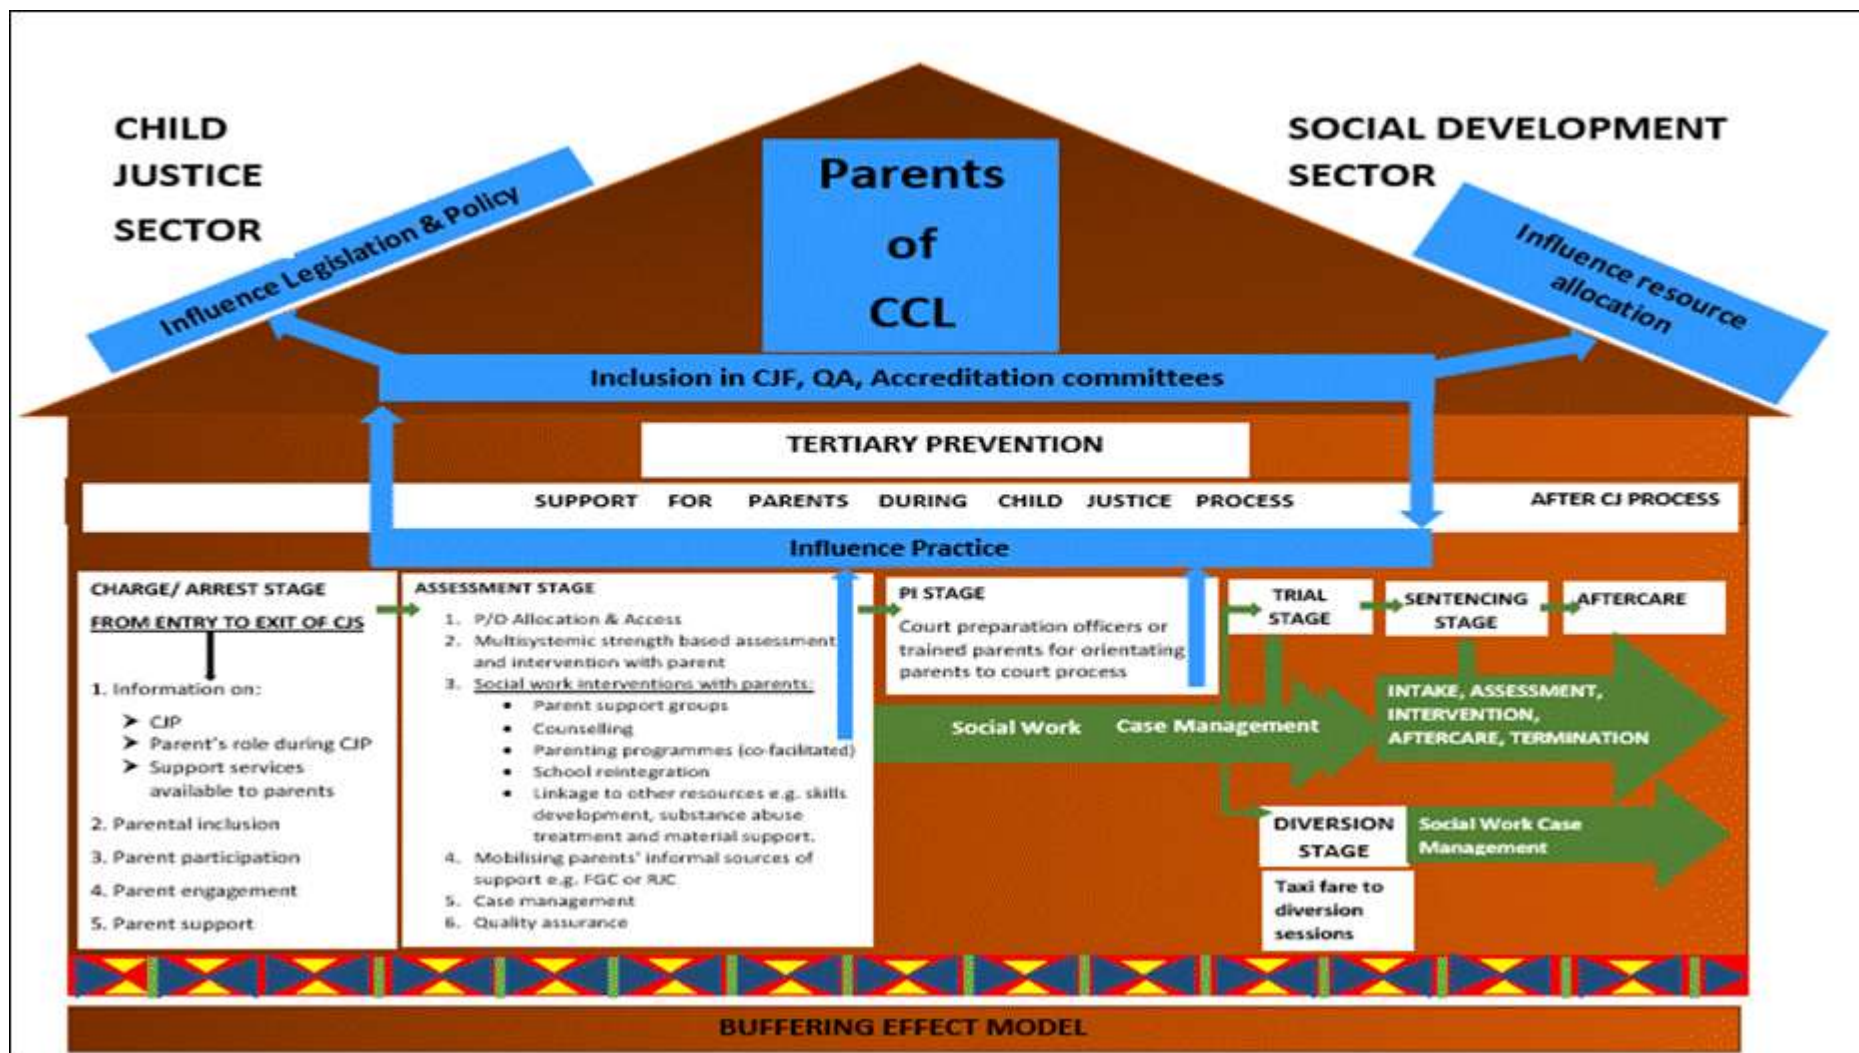 CHILD
JUSTICE
SECTOR
SOCIAL DEVELOPMENT
SECTOR
Influence Legislation & Policy
Parents
of
CCL
Influence resource
allocation
Inclusion in CJF, QA, Accreditation committees
TERTIARY PREVENTION
SUPPORT FOR PARENTS DURING CHILD JUSTICE PROCESS
AFTER CJ PROCESS
Influence Practice
CHARGE/ ARREST STAGE
FROM ENTRY TO EXIT OF CJS
1. Information on:
➤ CJP
➤ Parent's role during CJP
➤ Support services
available to parents
2. Parental inclusion
3. Parent participation
4. Parent engagement
5. Parent support
ASSESSMENT STAGE
1. P/O Allocation & Access
2. Multisystemic strength based assessment
and intervention with parent
3. Social work interventions with parents:
• Parent support groups
• Counselling
• Parenting programmes (co-facilitated)
• School reintegration
• Linkage to other resources e.g. skills
development, substance abuse
treatment and material support.
4. Mobilising parents' informal sources of
support e.g. FGC or RJC
5. Case management
6. Quality assurance
PI STAGE
Court preparation officers or
trained parents for orientating
parents to court process
TRIAL
STAGE
SENTENCING
STAGE
AFTERCARE
Social Work Case Management
INTAKE, ASSESSMENT,
INTERVENTION,
AFTERCARE, TERMINATION
DIVERSION
STAGE
Social Work Case
Management
Taxi fare to
diversion
sessions
BUFFERING EFFECT MODEL